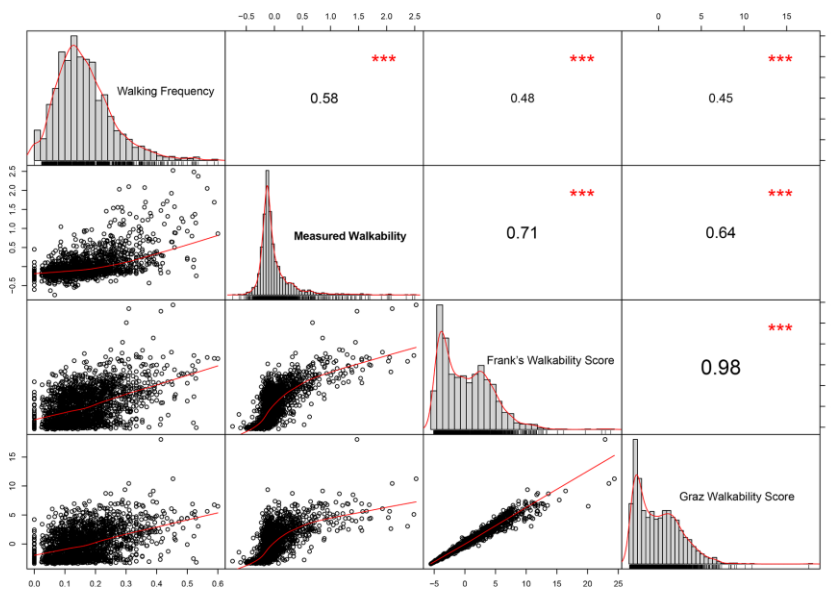 −0.5 0.0 0.5 1.0 1.5 2.0 2.5
0 5 10 15
Walking Frequency
***
0.58
***
0.48
***
0.45
−0.5 0.5 1.0 1.5 2.0 2.5
Measured Walkability
***
0.71
***
0.64
Frank's Walkability Score
***
0.98
0 5 10 15
Graz Walkability Score
0.0 0.1 0.2 0.3 0.4 0.5 0.6
−5 0 5 10 15 20 25